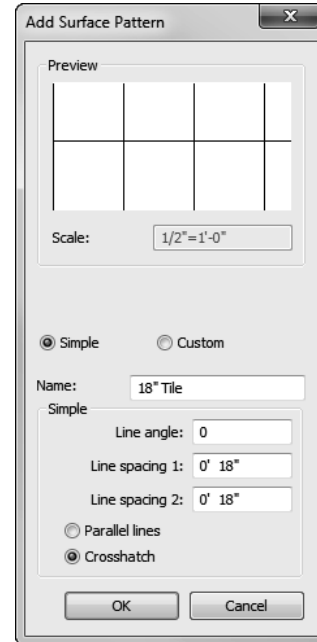 Add Surface Pattern
x
Preview
Scale: 1/2"=1'-0"
Simple Custom
Name: 18" Tile
Simple
Line angle: 0
Line spacing 1: 0' 18"
Line spacing 2: 0' 18"
Parallel lines
Crosshatch
OK Cancel